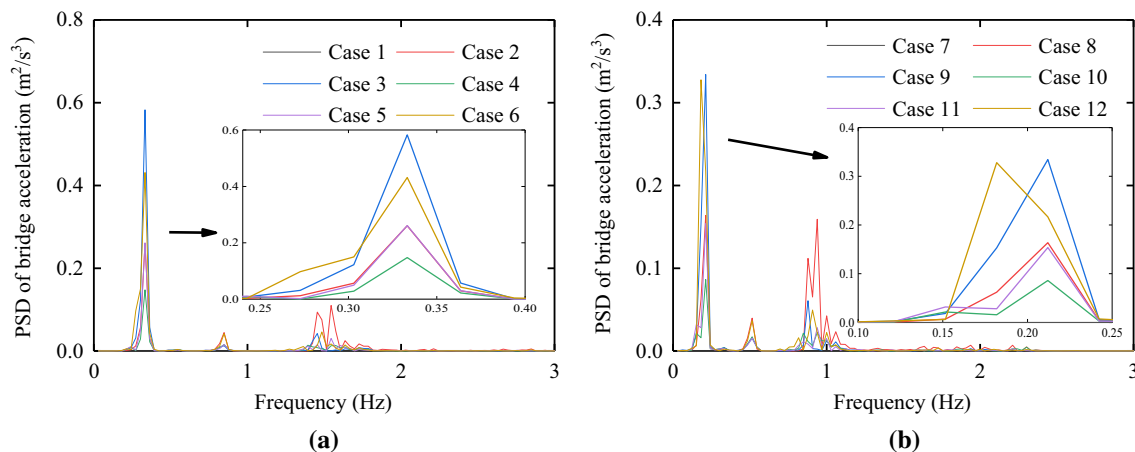 (a)
PSD of bridge acceleration (m²/s³)
0.8
0.6
0.4
0.2
0.0
0
1
2
3
Frequency (Hz)
Case 1
Case 2
Case 3
Case 4
Case 5
Case 6
0.6
0.4
0.2
0.0
0.25
0.30
0.35
0.40
(b)
PSD of bridge acceleration (m²/s³)
0.4
0.3
0.2
0.1
0.0
0
1
2
3
Frequency (Hz)
Case 7
Case 8
Case 9
Case 10
Case 11
Case 12
0.4
0.3
0.2
0.1
0.0
0.10
0.15
0.20
0.25